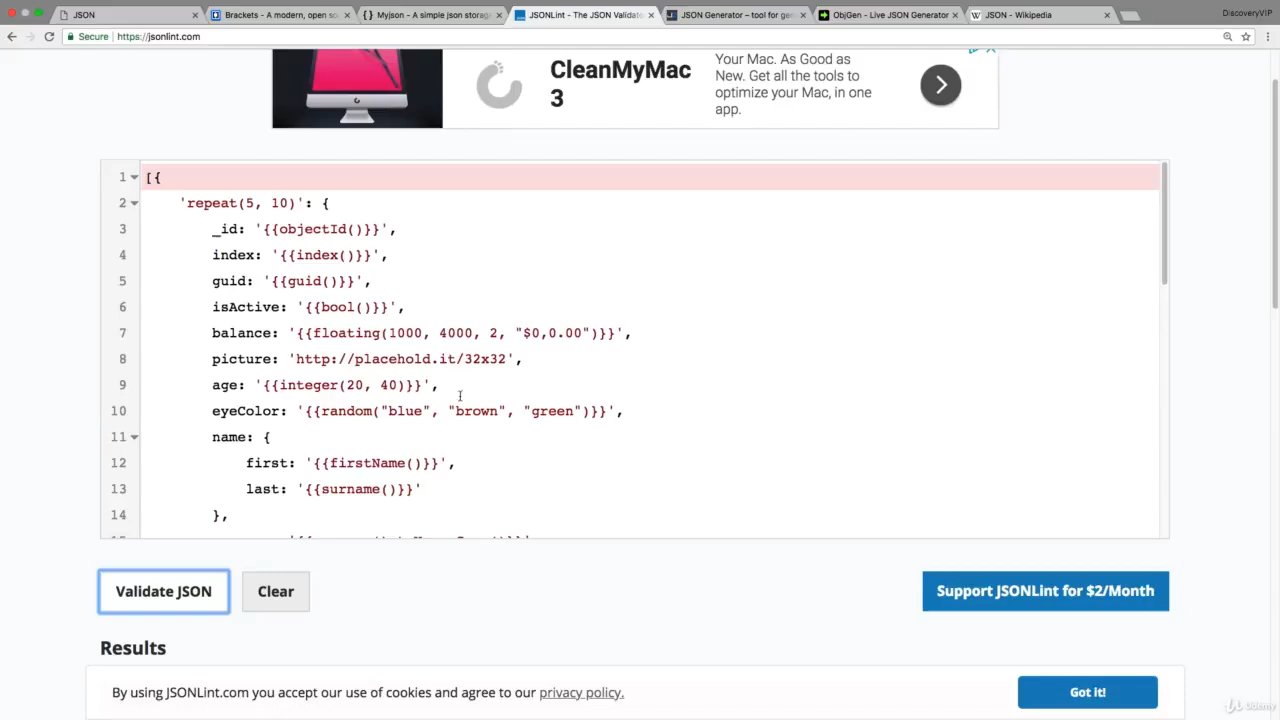 JSON
Brackets - A modern, open so
Myjson - A simple json storag
JSONLint - The JSON Validate
JSON Generator – tool for gen
ObjGen - Live JSON Generator
JSON - Wikipedia
DiscoveryVIP
Secure
https://jsonlint.com
CleanMyMac
3
Your Mac. As Good as
New. Get all the tools to
optimize your Mac, in one
app.
1 [{
2 'repeat(5, 10)': {
3 _id: '{{objectId()}}',
4 index: '{{index()}}',
5 guid: '{{guid()}}',
6 isActive: '{{bool()}}',
7 balance: '{{floating(1000, 4000, 2, "$0,0.00")}}',
8 picture: 'http://placehold.it/32x32',
9 age: '{{integer(20, 40)}}',
10 eyeColor: '{{random("blue", "brown", "green")}}',
11 name: {
12 first: '{{firstName()}}',
13 last: '{{surname()}}'
14 },
Validate JSON
Clear
Support JSONLint for $2/Month
Results
By using JSONLint.com you accept our use of cookies and agree to our privacy policy.
Got it!
Udemy